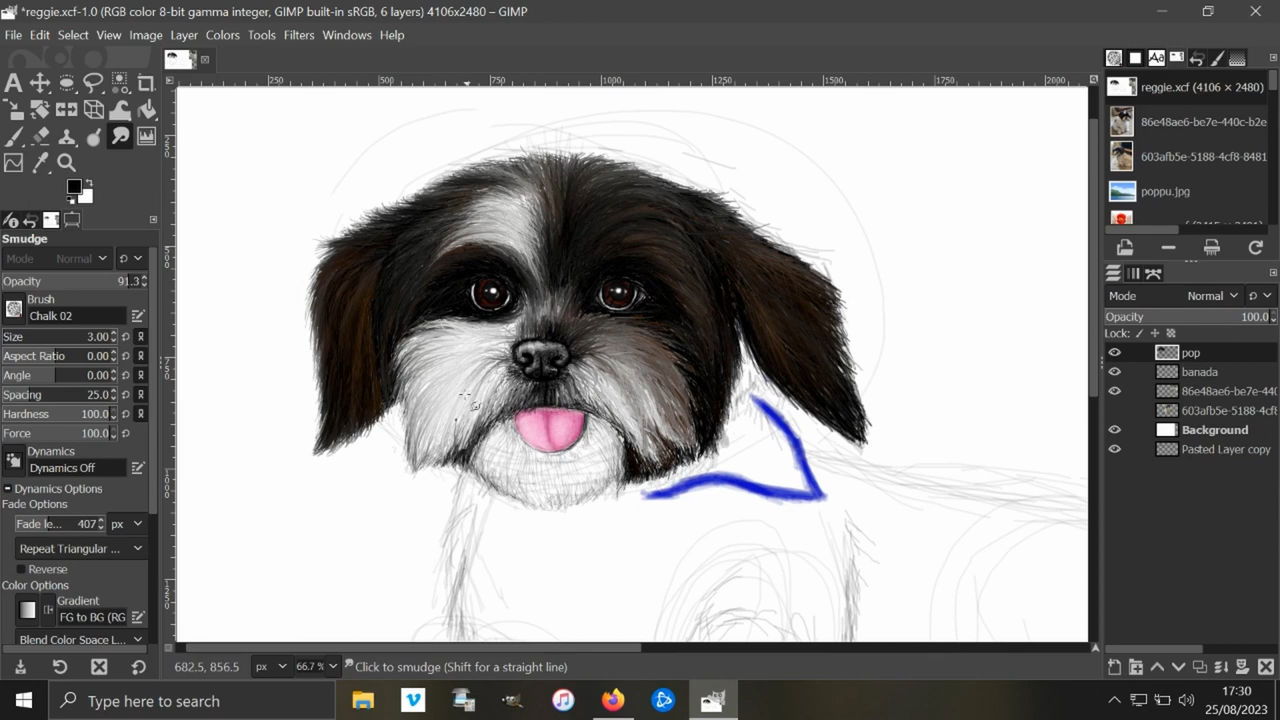 *reggie.xcf-1.0 (RGB color 8-bit gamma integer, GIMP built-in sRGB, 6 layers) 4106x2480 – GIMP
File Edit Select View Image Layer Colors Tools Filters Windows Help
250 500 750 1000 1250 1500 1750 2000
Smudge
Mode Normal
Opacity 91.3
Brush
Chalk 02
Size 3.00
Aspect Ratio 0.00
Angle 0.00
Spacing 25.0
Hardness 100.0
Force 100.0
Dynamics
Dynamics Off
Dynamics Options
Fade Options
Fade le... 407 px
Repeat Triangular ...
Reverse
Color Options
Gradient
FG to BG (RG
Blend Color Space L...
250
500
750
1000
1250
682.5, 856.5 px 66.7 % Click to smudge (Shift for a straight line)
reggie.xcf (4106 × 2480)
86e48ae6-be7e-440c-b2e
603afb5e-5188-4cf8-8481
poppu.jpg
Mode Normal
Opacity 100.0
Lock:
pop
banada
86e48ae6-be7e-44
603afb5e-5188-4cf
Background
Pasted Layer copy
Type here to search
17:30
25/08/2023